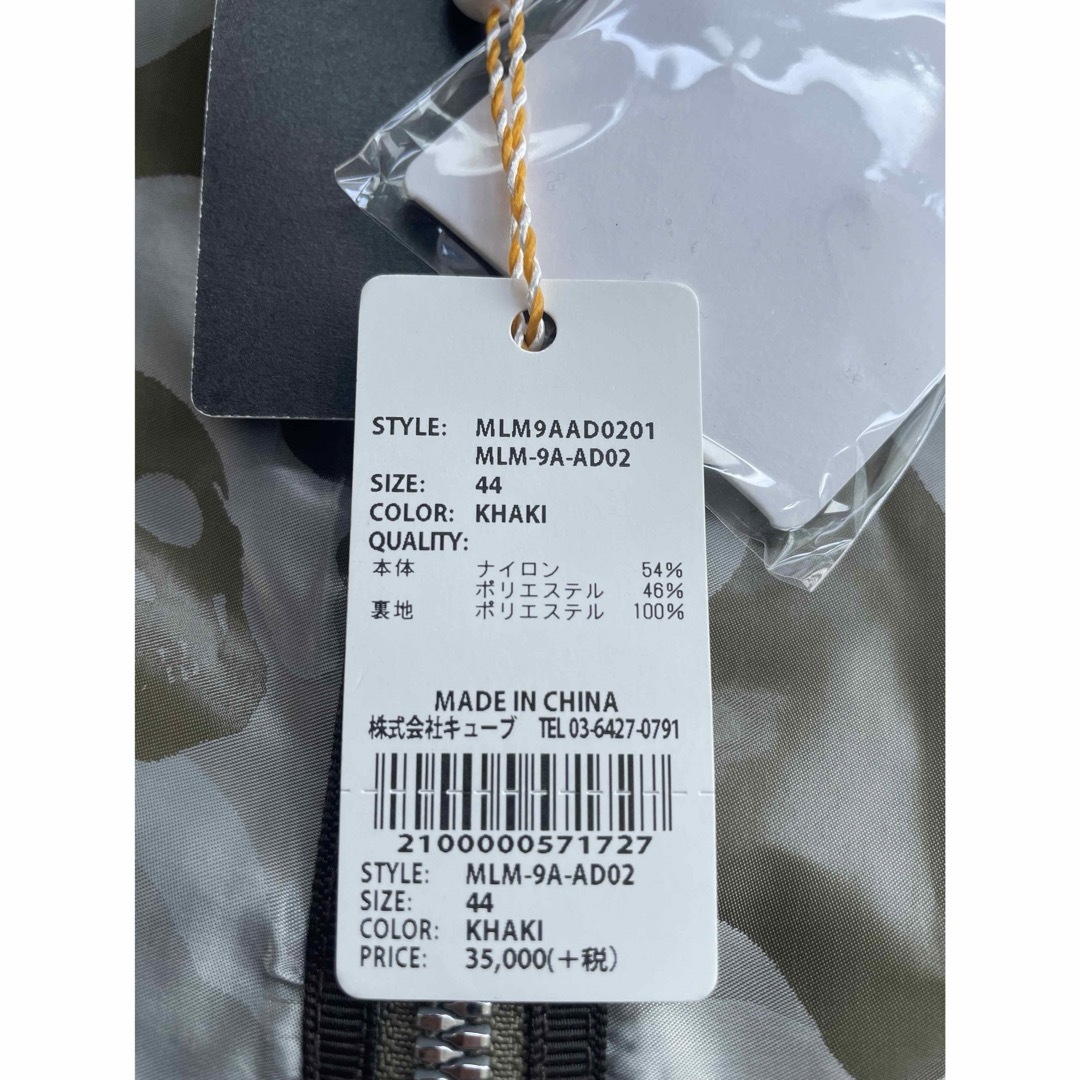 STYLE: MLM9AAD0201
MLM-9A-AD02
SIZE: 44
COLOR: KHAKI
QUALITY:
本体 ナイロン 54%
ポリエステル 46%
裏地 ポリエステル 100%
MADE IN CHINA
株式会社キューブ TEL 03-6427-0791
2100000571727
STYLE: MLM-9A-AD02
SIZE: 44
COLOR: KHAKI
PRICE: 35,000(+税)